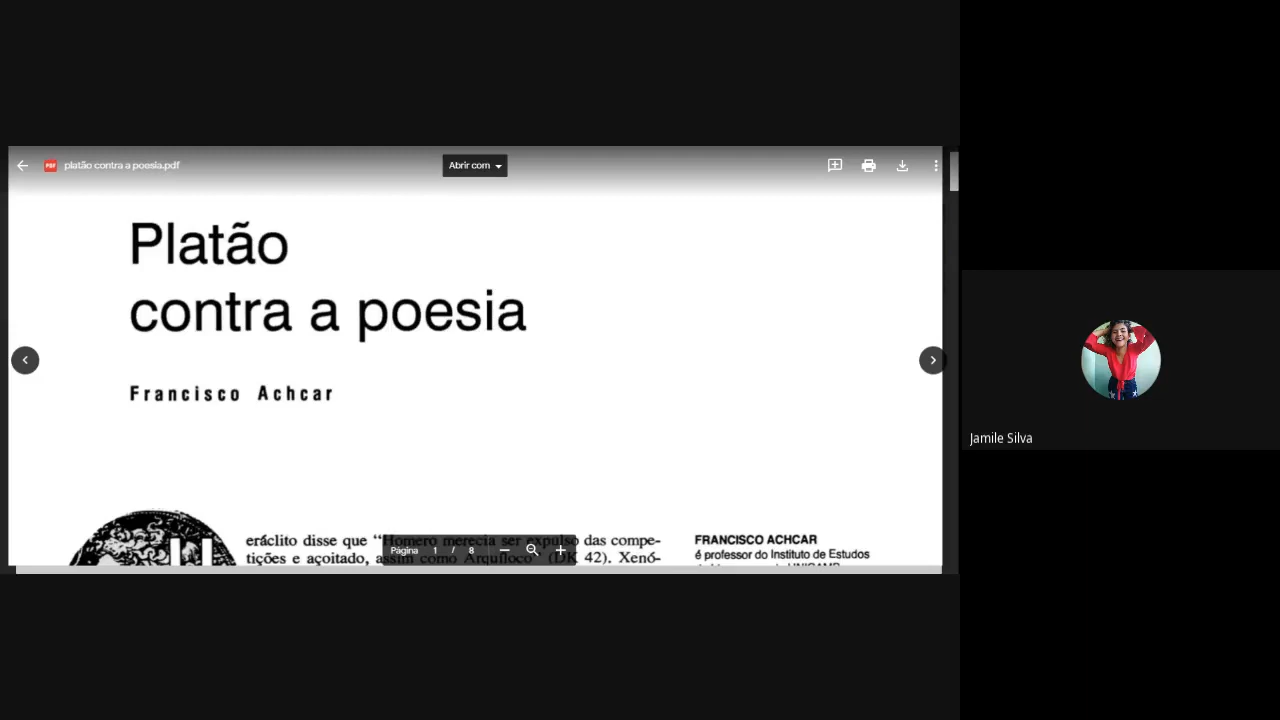 platão contra a poesia.pdf
Abrir com
Platão
contra a poesia
Francisco Achcar
eráclito disse que “Homero merecia ser expulso das compe-
tições e açoitado, assim como Arquíloco” (DK 42). Xenó-
Página 1 / 8
FRANCISCO ACHCAR
é professor do Instituto de Estudos
Jamile Silva